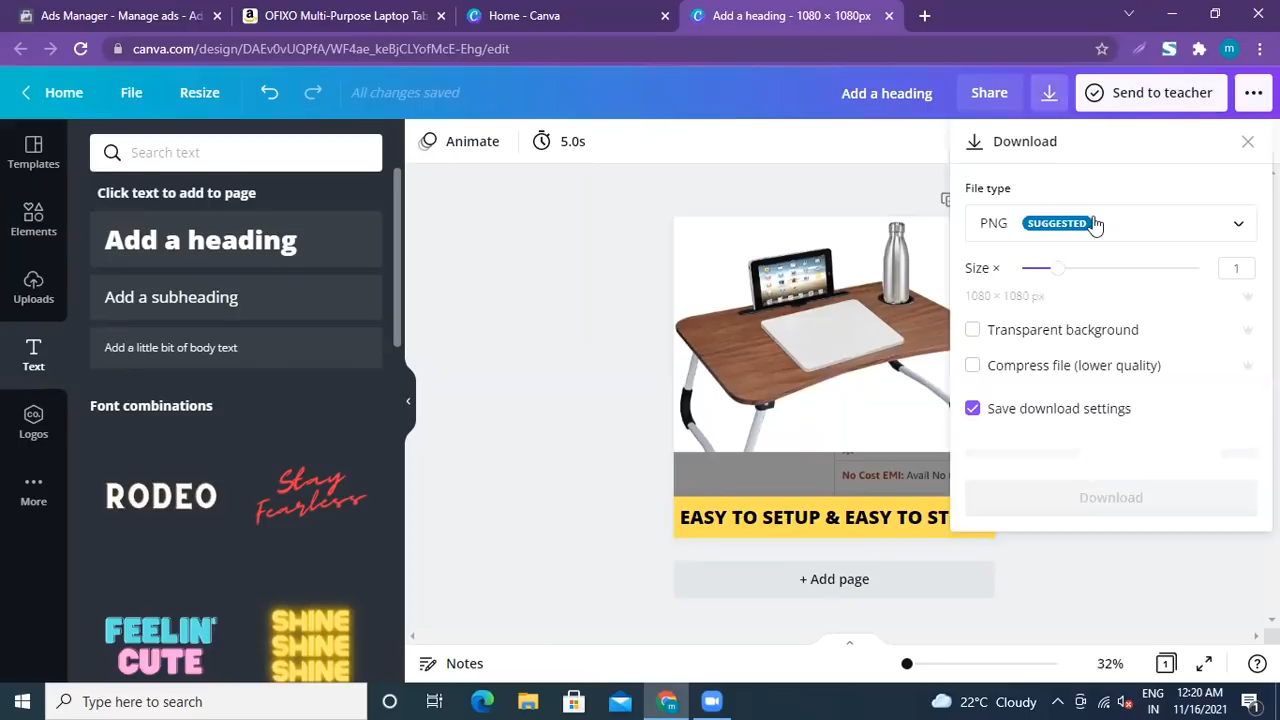 Ads Manager - Manage ads - Ad
OFIXO Multi-Purpose Laptop Tab
Home - Canva
Add a heading - 1080 × 1080px
canva.com/design/DAEv0vUQPfA/WF4ae_keBjCLYofMcE-Ehg/edit
m
Home
File
Resize
All changes saved
Add a heading
Share
Send to teacher
Templates
Elements
Uploads
Text
CO.
Logos
More
Search text
Click text to add to page
Add a heading
Add a subheading
Add a little bit of body text
Font combinations
RODEO
Stay
Fearless
FEELIN'
CUTE
SHINE
SHINE
SHINE
Animate
5.0s
No Cost EMI: Avail No
EASY TO SETUP & EASY TO ST
+ Add page
Download
File type
PNG SUGGESTED
Size × 1
1080 × 1080 px
Transparent background
Compress file (lower quality)
Save download settings
Download
Notes
32%
1
Type here to search
22°C Cloudy
ENG
IN
12:20 AM
11/16/2021
1